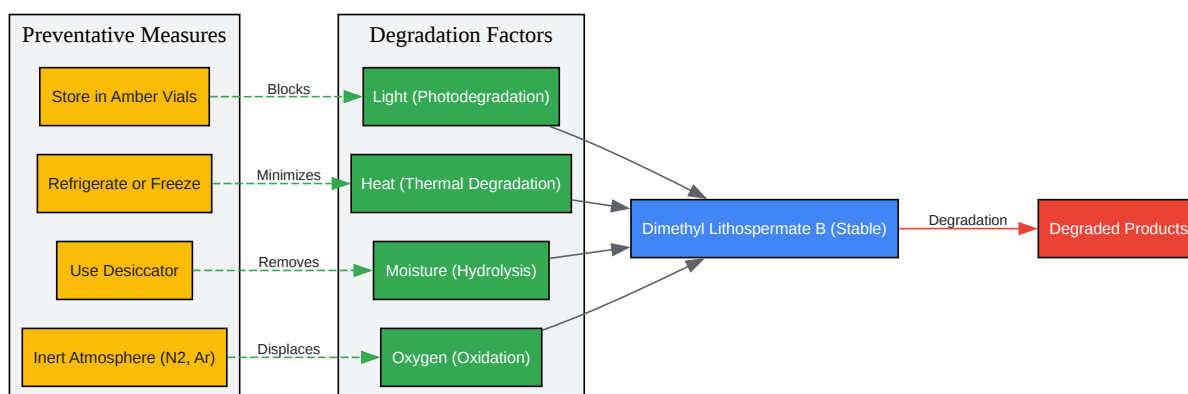 Preventative Measures
Degradation Factors
Store in Amber Vials
Blocks
Light (Photodegradation)
Refrigerate or Freeze
Minimizes
Heat (Thermal Degradation)
Dimethyl Lithospermate B (Stable)
Degradation
Degraded Products
Use Desiccator
Removes
Moisture (Hydrolysis)
Inert Atmosphere (N2, Ar)
Displaces
Oxygen (Oxidation)